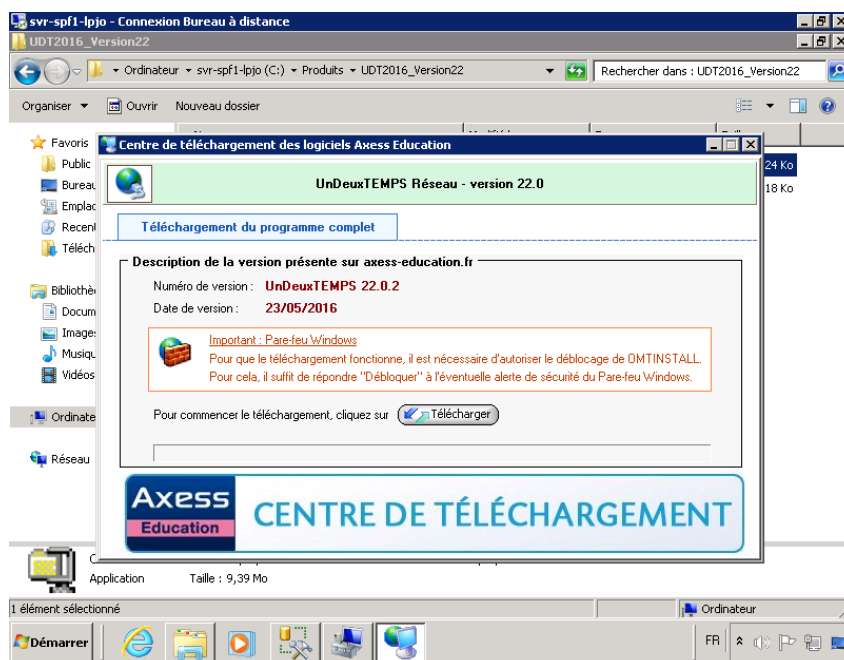 svr-spf1-lpjo - Connexion Bureau à distance
UDT2016_Version22
Ordinateur svr-spf1-lpjo (C:) Produits UDT2016_Version22
Rechercher dans : UDT2016_Version22
Organiser Ouvrir Nouveau dossier
Favoris
Public
Bureau
Recent
Téléch
Bibliothè
Docum
Images
Musiqu
Vidéos
Ordinate
Réseau
24 Ko
18 Ko
Centre de téléchargement des logiciels Axess Education
UnDeuxTEMPS Réseau - version 22.0
Téléchargement du programme complet
Description de la version présente sur axess-education.fr
Numéro de version : UnDeuxTEMPS 22.0.2
Date de version : 23/05/2016
Important : Pare-feu Windows
Pour que le téléchargement fonctionne, il est nécessaire d'autoriser le déblocage de OMTINSTALL.
Pour cela, il suffit de répondre "Débloquer" à l'éventuelle alerte de sécurité du Pare-feu Windows.
Pour commencer le téléchargement, cliquez sur Télécharger
Axess
Education
CENTRE DE TÉLÉCHARGEMENT
Application Taille : 9,39 Mo
1 élément sélectionné
Ordinateur
Démarrer
FR